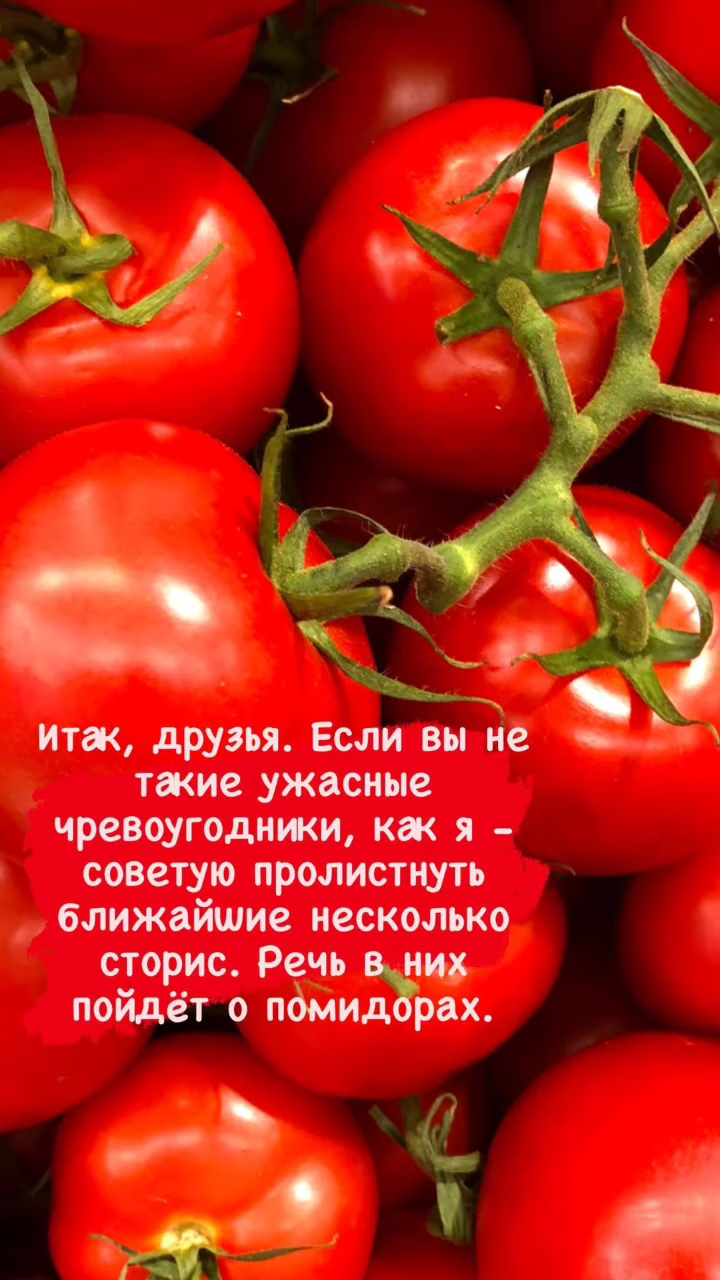 Итак, друзья. Если вы не
такие ужасные
чревоугодники, как я -
советую пролистнуть
ближайшие несколько
сторис. Речь в них
пойдёт о помидорах.